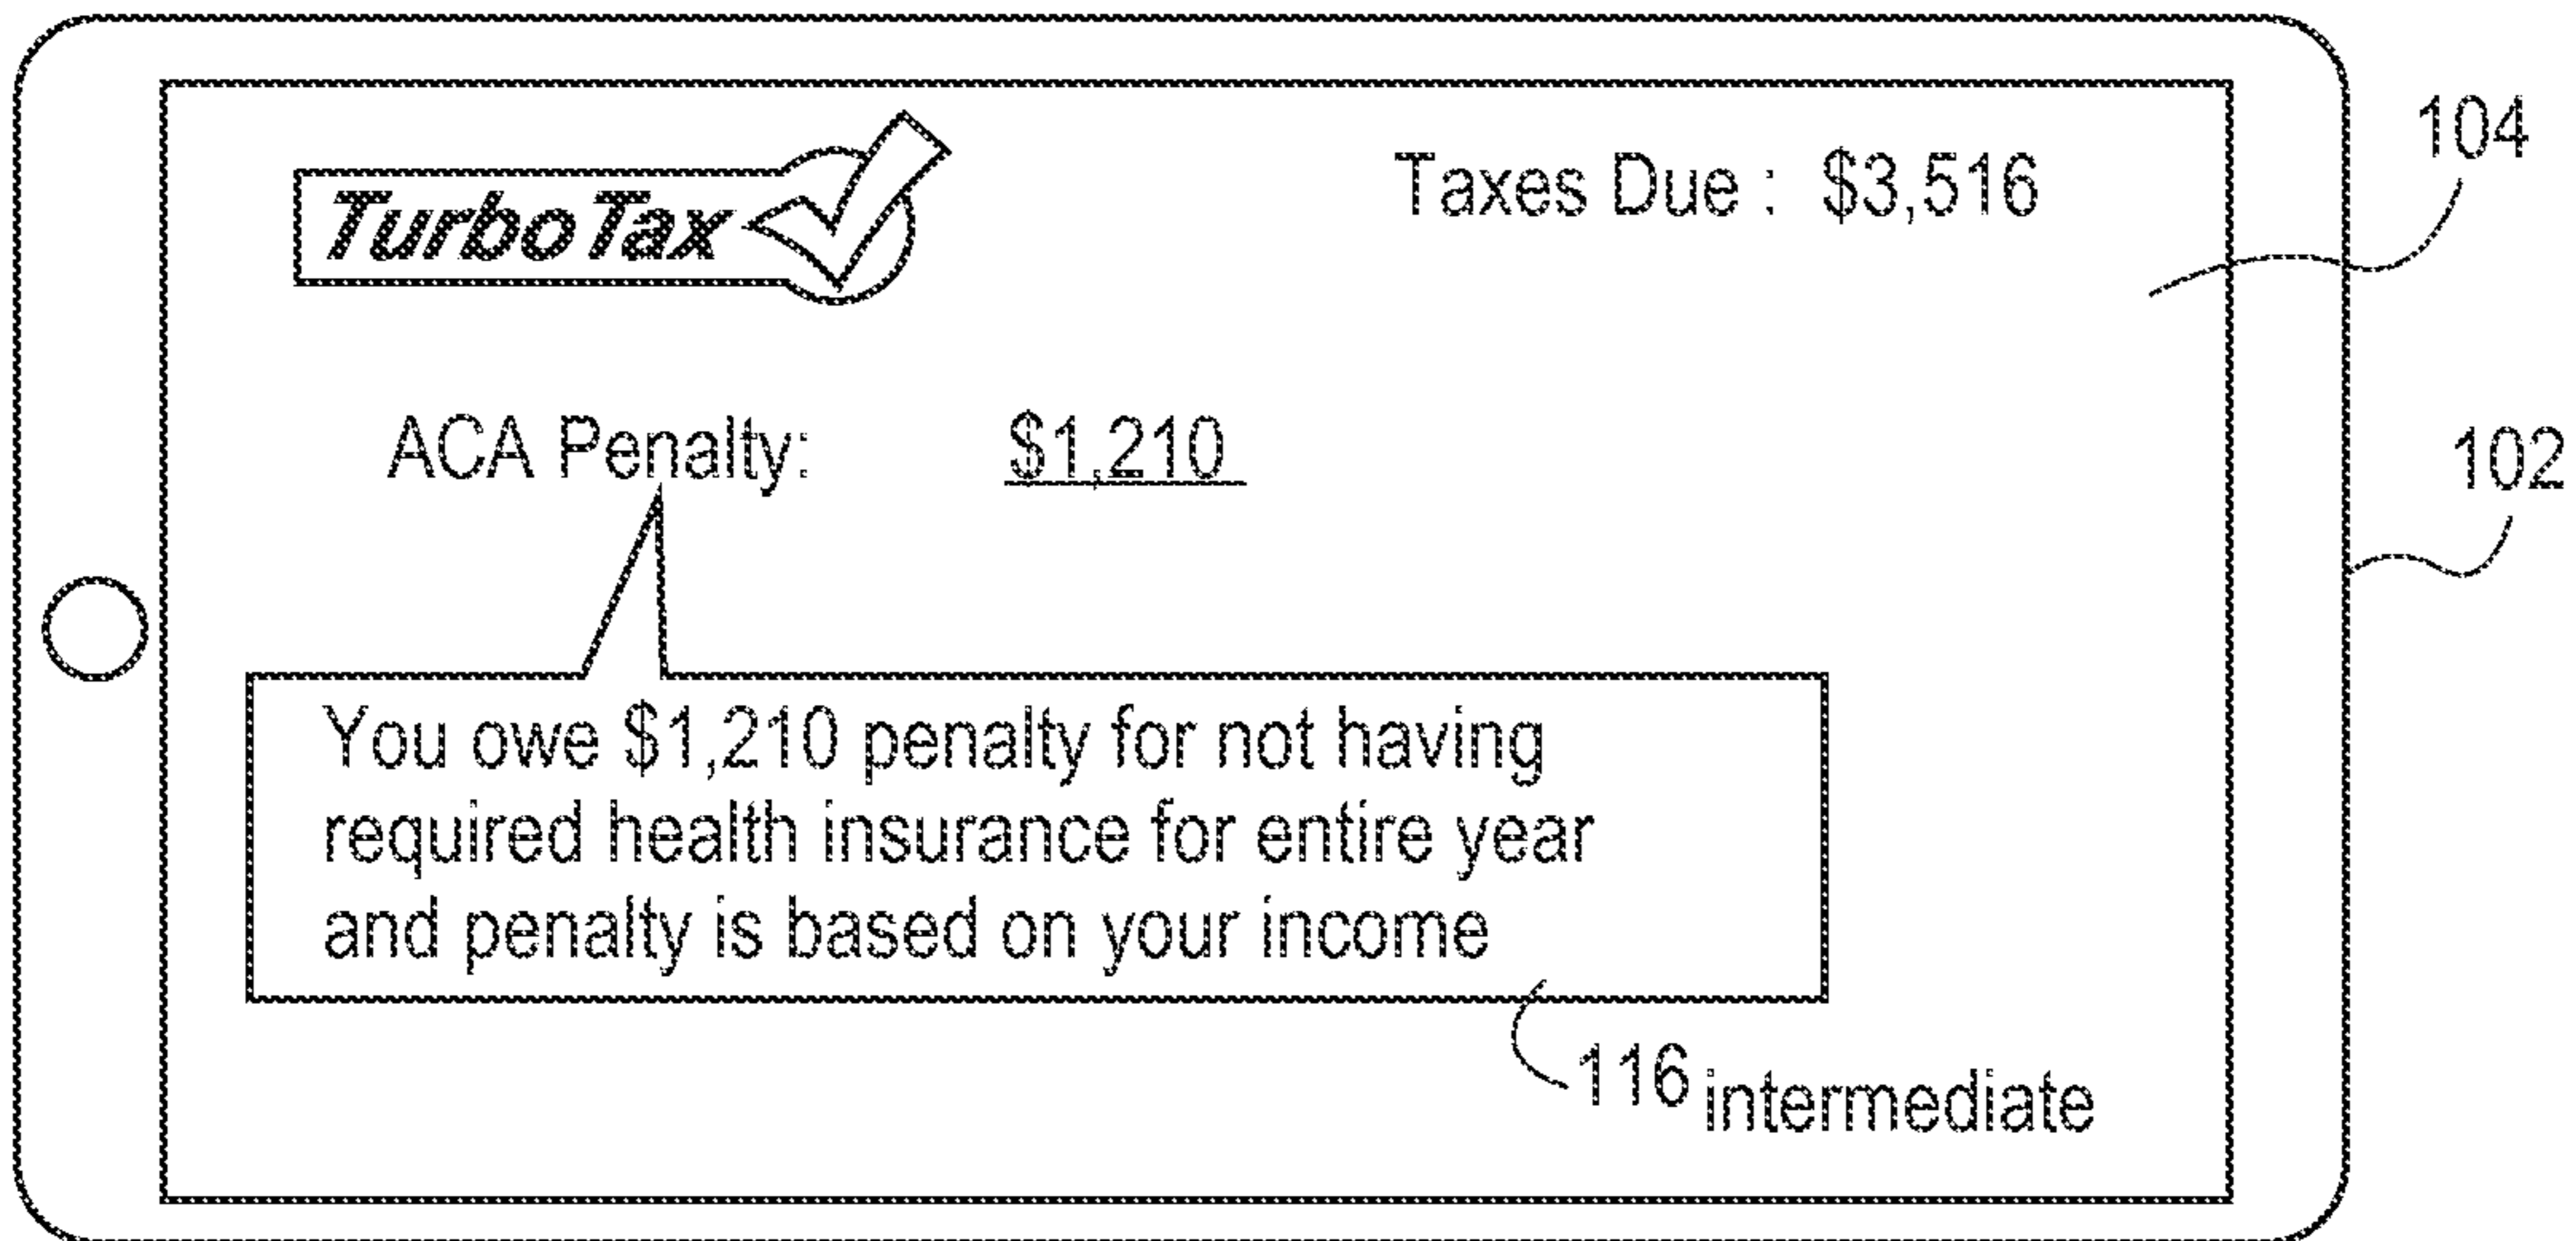 TurboTax
Taxes Due : $3,516
104
ACA Penalty: $1,210
102
You owe $1,210 penalty for not having
required health insurance for entire year
and penalty is based on your income
116 intermediate